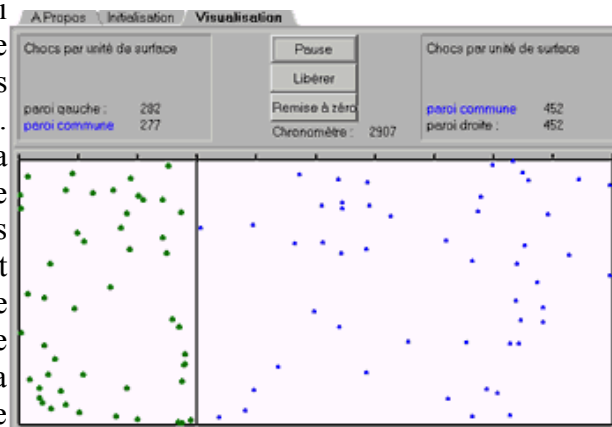 A Propos Initialisation Visualisation
Chocs par unité de surface
paroi gauche : 282
paroi commune 277
Pause
Libérer
Remise à zéro
Chronomètre : 2907
Chocs par unité de surface
paroi commune 452
paroi droite : 452